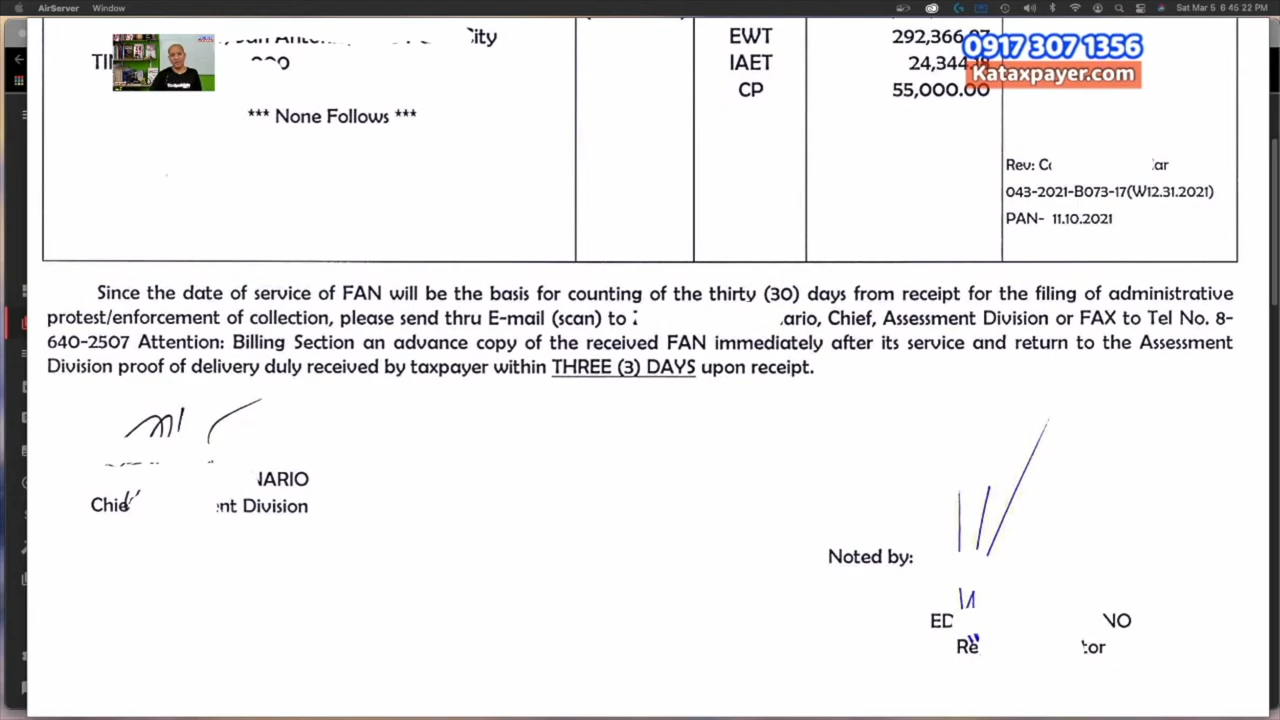 AirServer Window Sat Mar 5 6:45:22 PM
EWT 292,366
0917 307 1356
IAET 24,344
Kataxpayer.com
CP 55,000.00
*** None Follows ***
Rev:
043-2021-B073-17(W12.31.2021)
PAN- 11.10.2021
Since the date of service of FAN will be the basis for counting of the thirty (30) days from receipt for the filing of administrative
protest/enforcement of collection, please send thru E-mail (scan) to ario, Chief, Assessment Division or FAX to Tel No. 8-
640-2507 Attention: Billing Section an advance copy of the received FAN immediately after its service and return to the Assessment
Division proof of delivery duly received by taxpayer within THREE (3) DAYS upon receipt.
NARIO
Chief nt Division
Noted by:
ED NO
Re tor